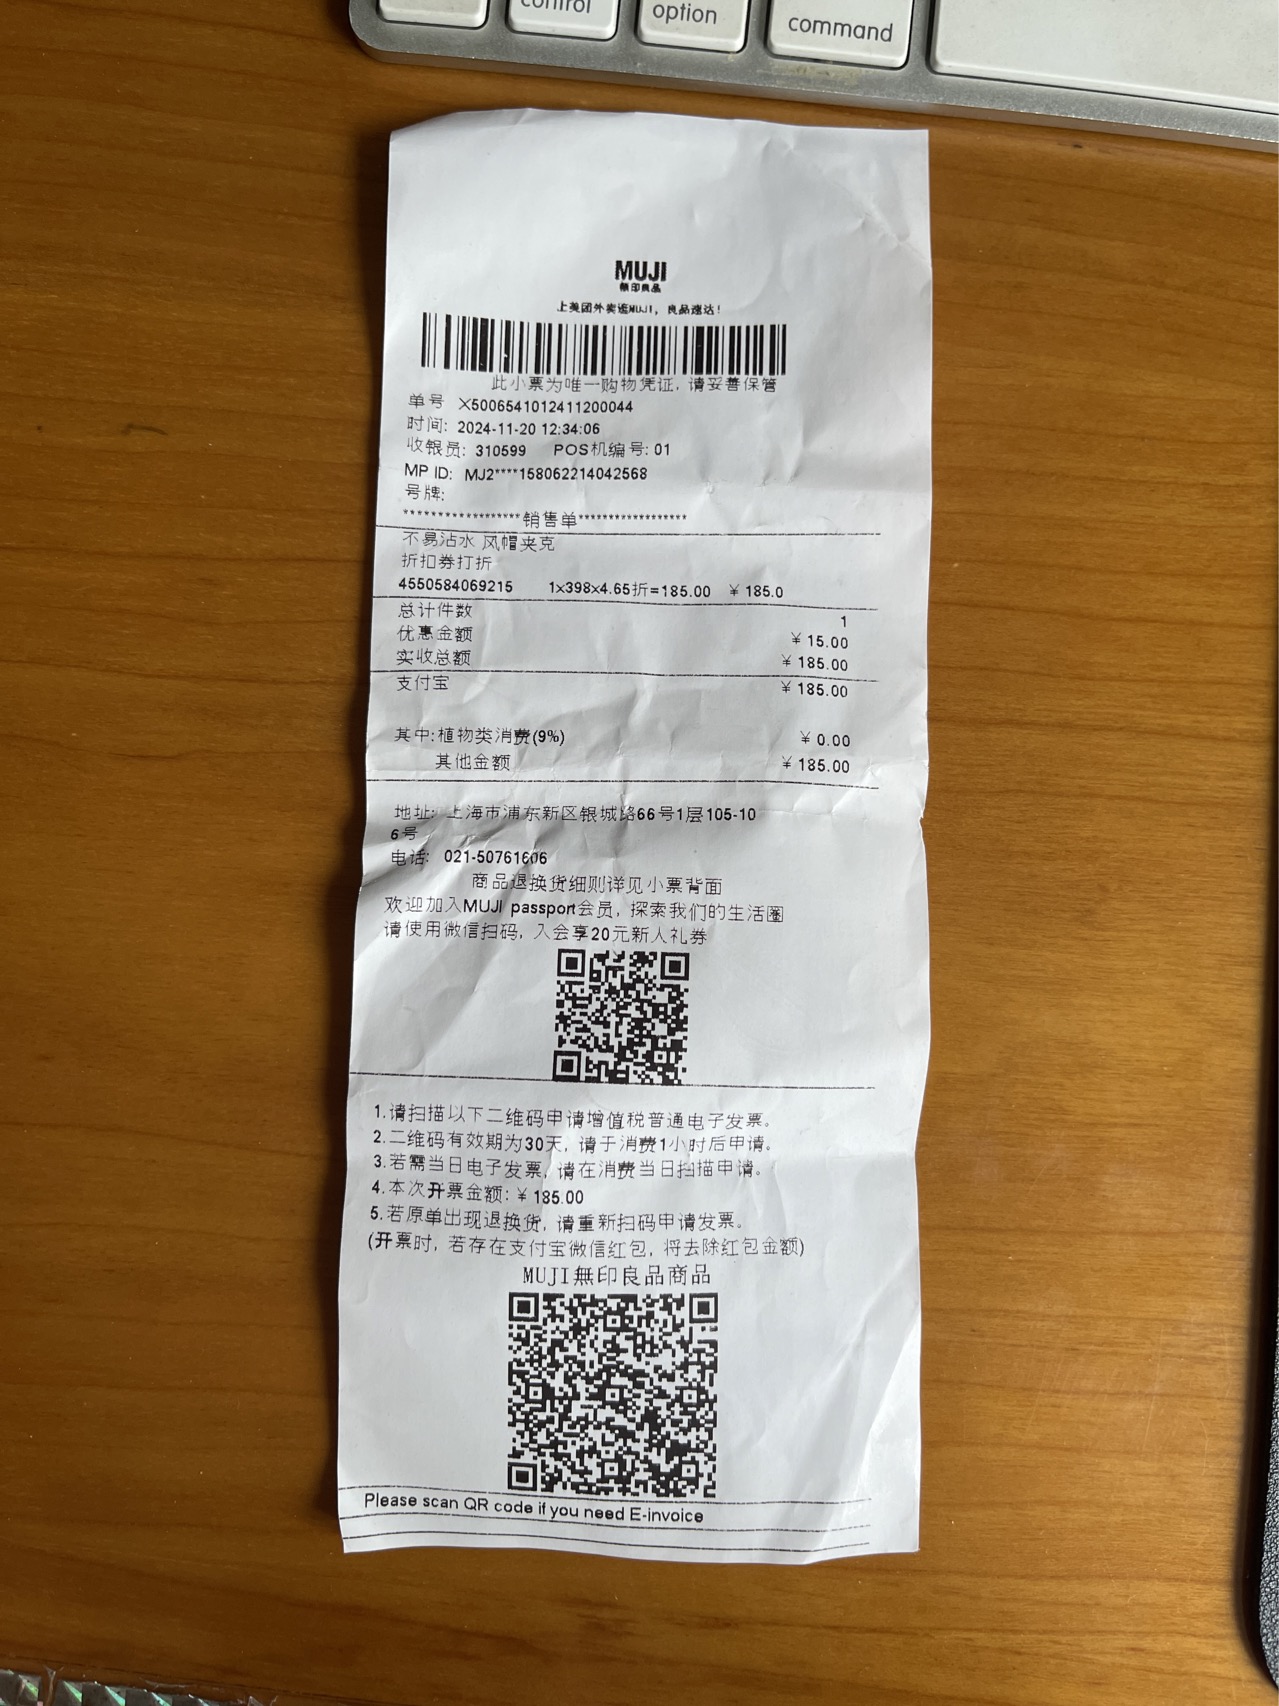 control
option
command
MUJI
無印良品
上美团外卖逛MUJI，良品速达！
此小票为唯一购物凭证，请妥善保管
单号 X5006541012411200044
时间：2024-11-20 12:34:06
收银员：310599 POS机编号：01
MP ID: MJ2****158062214042568
号牌：
******************销售单******************
不易沾水 风帽夹克
折扣券打折
4550584069215 1×398×4.65折=185.00 ￥185.0
总计件数 1
优惠金额 ￥15.00
实收总额 ￥185.00
支付宝 ￥185.00
其中：植物类消费(9%) ￥0.00
其他金额 ￥185.00
地址：上海市浦东新区银城路66号1层105-10
6号
电话：021-50761606
商品退换货细则详见小票背面
欢迎加入MUJI passport会员，探索我们的生活圈
请使用微信扫码，入会享20元新人礼券
1.请扫描以下二维码申请增值税普通电子发票。
2.二维码有效期为30天，请于消费1小时后申请。
3.若需当日电子发票，请在消费当日扫描申请。
4.本次开票金额：￥185.00
5.若原单出现退换货，请重新扫码申请发票。
(开票时，若存在支付宝微信红包，将去除红包金额)
MUJI無印良品商品
Please scan QR code if you need E-invoice